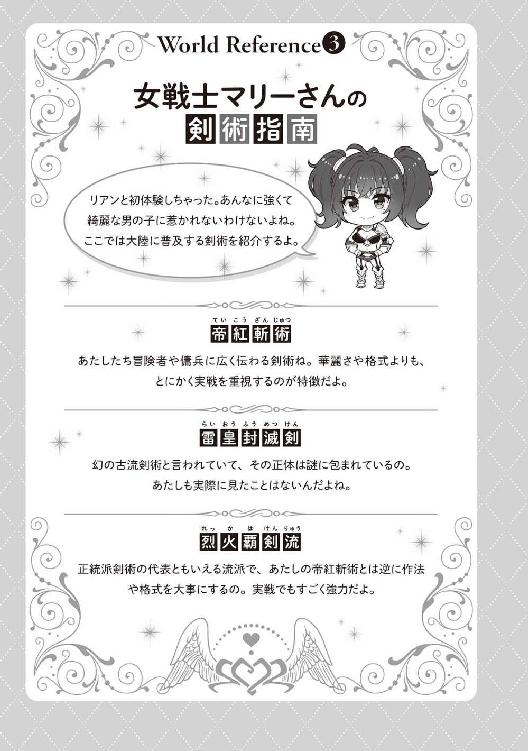 World Reference❸
女戦士マリーさんの
剣術指南
リアンと初体験しちゃった。あんなに強くて
綺麗な男の子に惹かれないわけないよね。
ここでは大陸に普及する剣術を紹介するよ。
てい こう ざん じゅつ
帝紅斬術
あたしたち冒険者や傭兵に広く伝わる剣術ね。華麗さや格式よりも、
とにかく実戦を重視するのが特徴だよ。
らい おう ふう めっ けん
雷皇封滅剣
幻の古流剣術と言われていて、その正体は謎に包まれているの。
あたしも実際に見たことはないんだよね。
れっ か は けん りゅう
烈火覇剣流
正統派剣術の代表ともいえる流派で、あたしの帝紅斬術とは逆に作法
や格式を大事にするの。実戦でもすごく強力だよ。